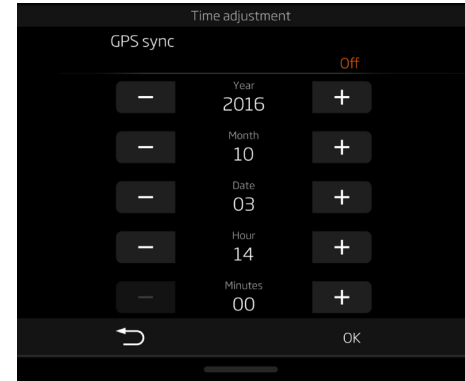 Time adjustment
GPS sync
Off
Year
− 2016 +
Month
− 10 +
Date
− 03 +
Hour
− 14 +
Minutes
− 00 +
OK